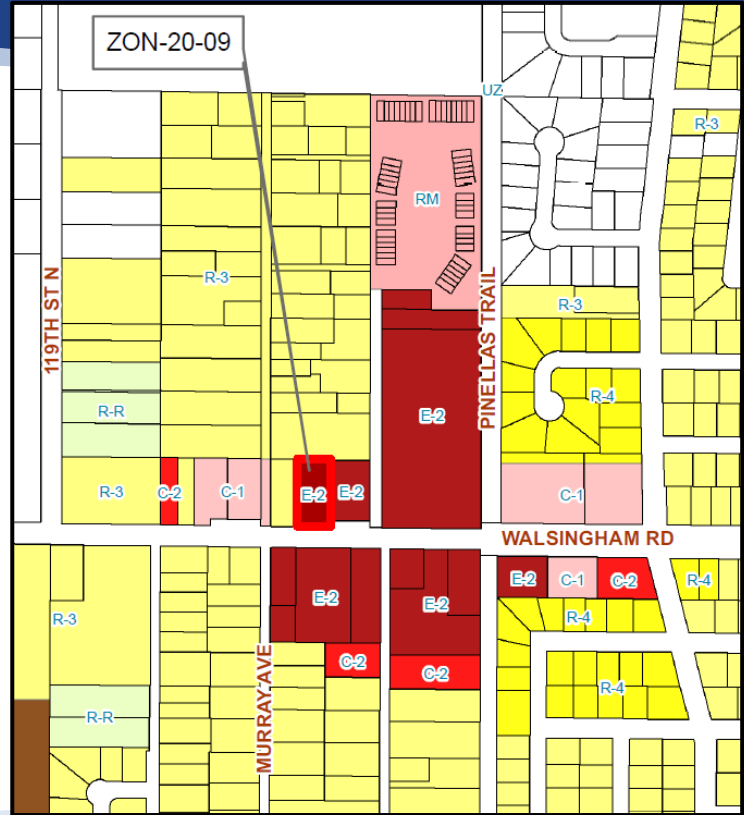 ZON-20-09
UZ
R-3
RM
119TH ST N
R-3
PINELLAS TRAIL
R-3
R-R
E-2
R-4
R-3
C-2
C-1
E-2
E-2
C-1
WALSINGHAM RD
R-3
E-2
E-2
E-2
C-1
C-2
R-4
R-4
C-2
C-2
R-4
R-R
MURRAY AVE